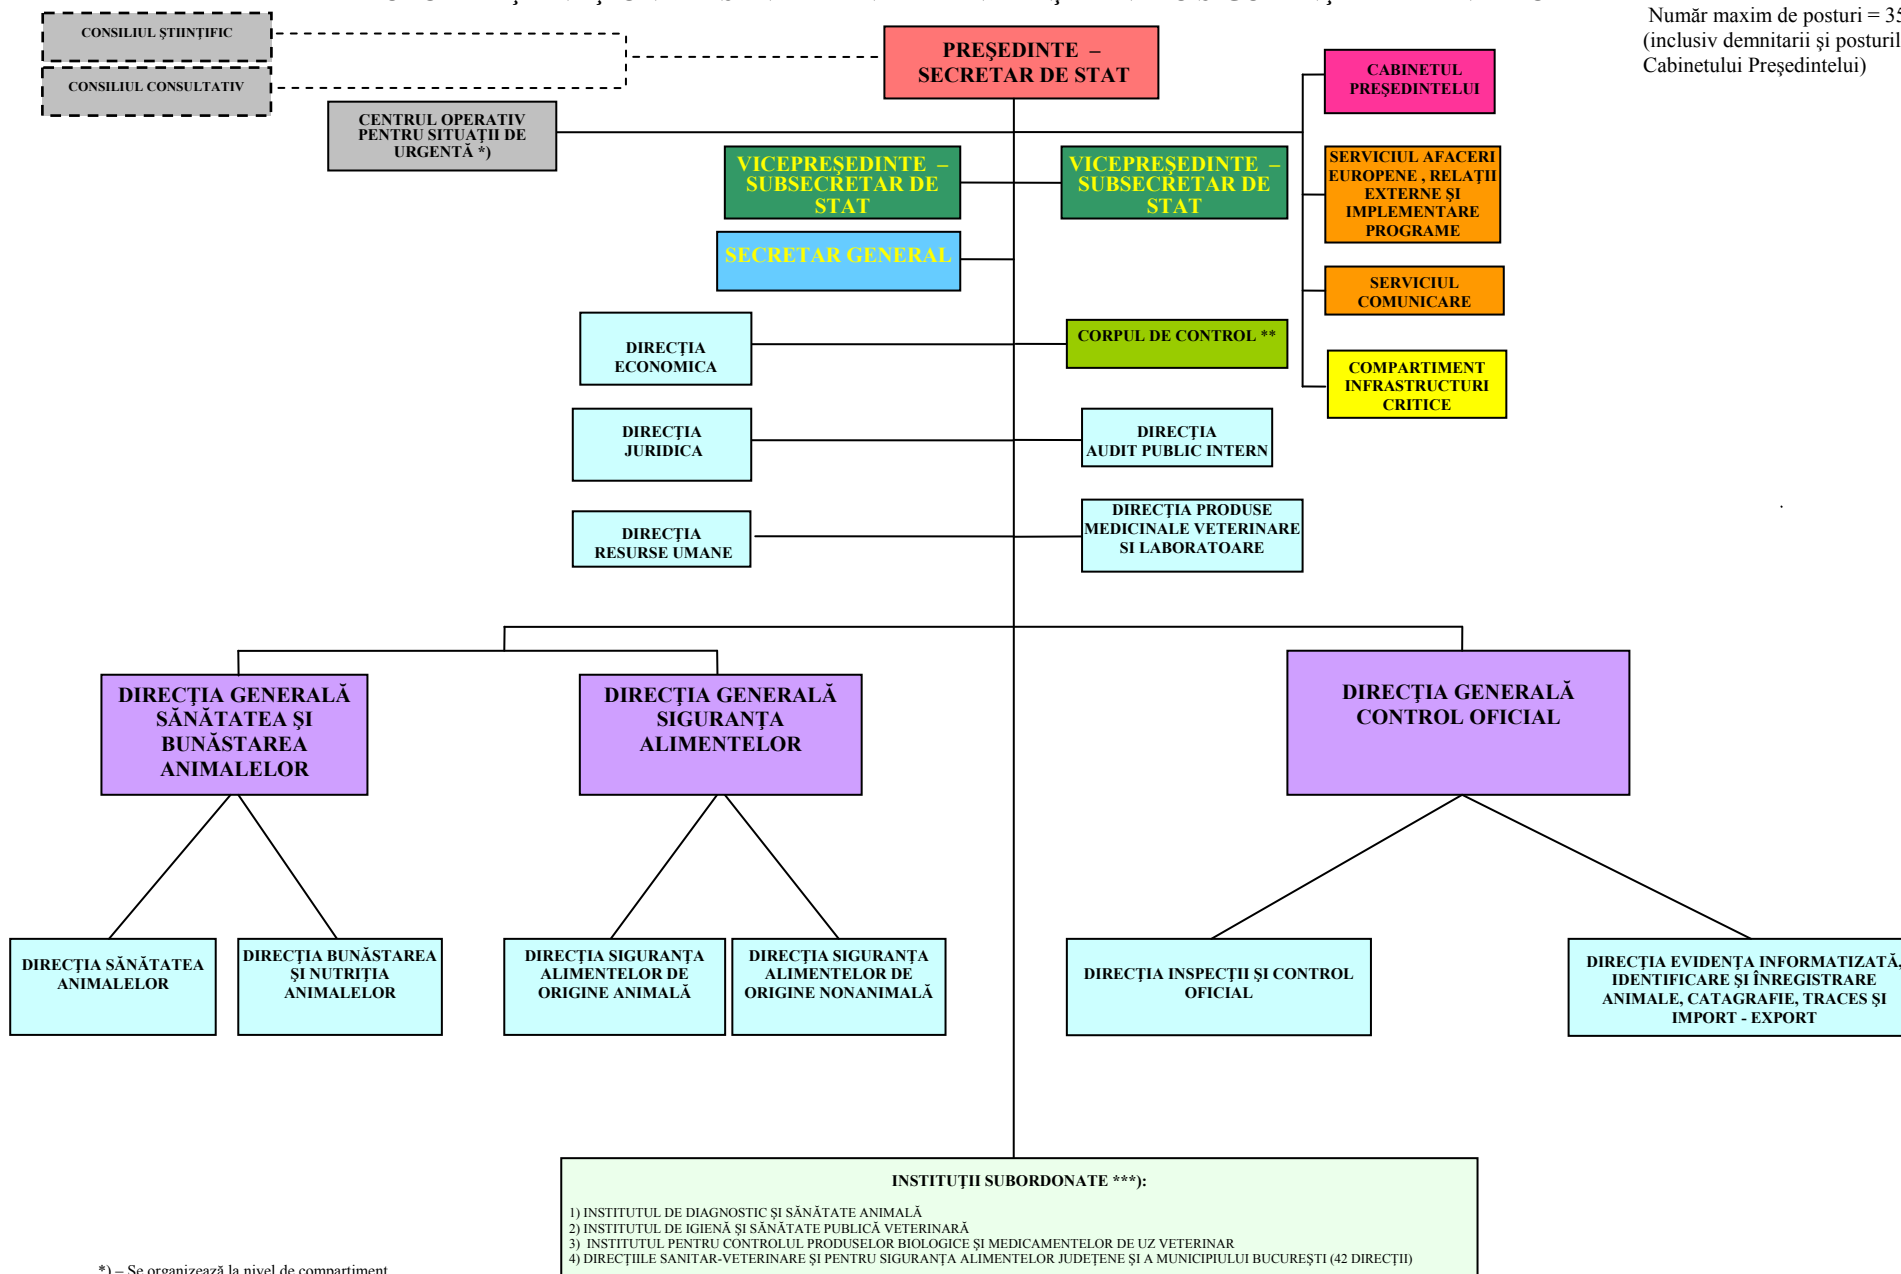 Număr maxim de posturi = 35
(inclusiv demnitarii şi posturil
Cabinetului Preşedintelui)
CONSILIUL ŞTIINŢIFIC
CONSILIUL CONSULTATIV
PREŞEDINTE –
SECRETAR DE STAT
CABINETUL
PREŞEDINTELUI
CENTRUL OPERATIV
PENTRU SITUAŢII DE
URGENTĂ *)
VICEPREŞEDINTE –
SUBSECRETAR DE
STAT
VICEPREŞEDINTE –
SUBSECRETAR DE
STAT
SERVICIUL AFACERI
EUROPENE , RELAŢII
EXTERNE ŞI
IMPLEMENTARE
PROGRAME
SECRETAR GENERAL
SERVICIUL
COMUNICARE
DIRECŢIA
ECONOMICA
CORPUL DE CONTROL **
COMPARTIMENT
INFRASTRUCTURI
CRITICE
DIRECŢIA
JURIDICA
DIRECŢIA
AUDIT PUBLIC INTERN
DIRECŢIA
RESURSE UMANE
DIRECŢIA PRODUSE
MEDICINALE VETERINARE
SI LABORATOARE
.
DIRECŢIA GENERALĂ
SĂNĂTATEA ŞI
BUNĂSTAREA
ANIMALELOR
DIRECŢIA GENERALĂ
SIGURANŢA
ALIMENTELOR
DIRECŢIA GENERALĂ
CONTROL OFICIAL
DIRECŢIA SĂNĂTATEA
ANIMALELOR
DIRECŢIA BUNĂSTAREA
ŞI NUTRIŢIA
ANIMALELOR
DIRECŢIA SIGURANŢA
ALIMENTELOR DE
ORIGINE ANIMALĂ
DIRECŢIA SIGURANŢA
ALIMENTELOR DE
ORIGINE NONANIMALĂ
DIRECŢIA INSPECŢII ŞI CONTROL
OFICIAL
DIRECŢIA EVIDENŢA INFORMATIZATĂ,
IDENTIFICARE ŞI ÎNREGISTRARE
ANIMALE, CATAGRAFIE, TRACES ŞI
IMPORT - EXPORT
INSTITUŢII SUBORDONATE ***):
1) INSTITUTUL DE DIAGNOSTIC ŞI SĂNĂTATE ANIMALĂ
2) INSTITUTUL DE IGIENĂ ŞI SĂNĂTATE PUBLICĂ VETERINARĂ
3) INSTITUTUL PENTRU CONTROLUL PRODUSELOR BIOLOGICE ŞI MEDICAMENTELOR DE UZ VETERINAR
4) DIRECŢIILE SANITAR-VETERINARE ŞI PENTRU SIGURANŢA ALIMENTELOR JUDEŢENE ŞI A MUNICIPIULUI BUCUREŞTI (42 DIRECŢII)
*) – Se organizează la nivel de compartiment